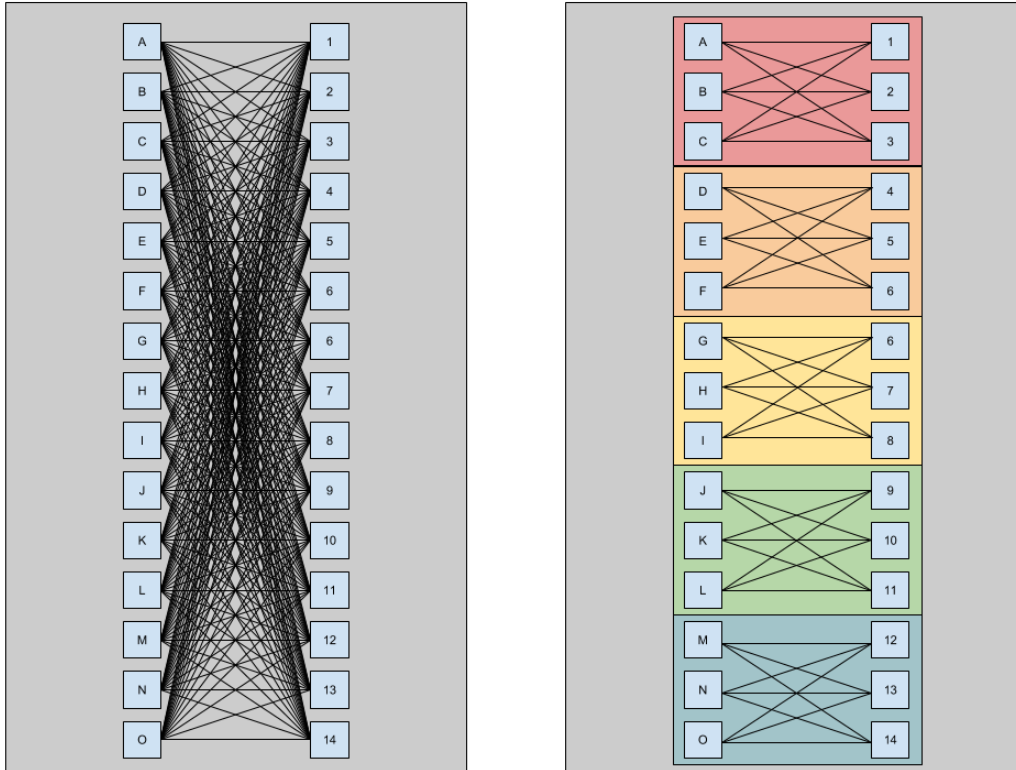 A 1
B 2
C 3
D 4
E 5
F 6
G 6
H 7
I 8
J 9
K 10
L 11
M 12
N 13
O 14
A 1
B 2
C 3
D 4
E 5
F 6
G 6
H 7
I 8
J 9
K 10
L 11
M 12
N 13
O 14